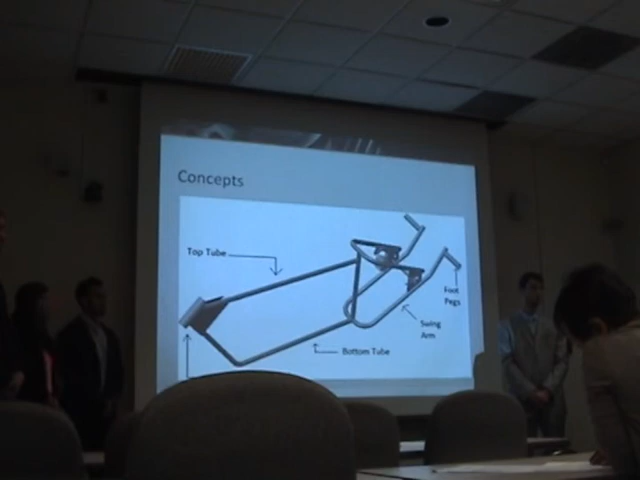 Concepts
Top Tube
Foot
Pegs
Swing
Arm
Bottom Tube